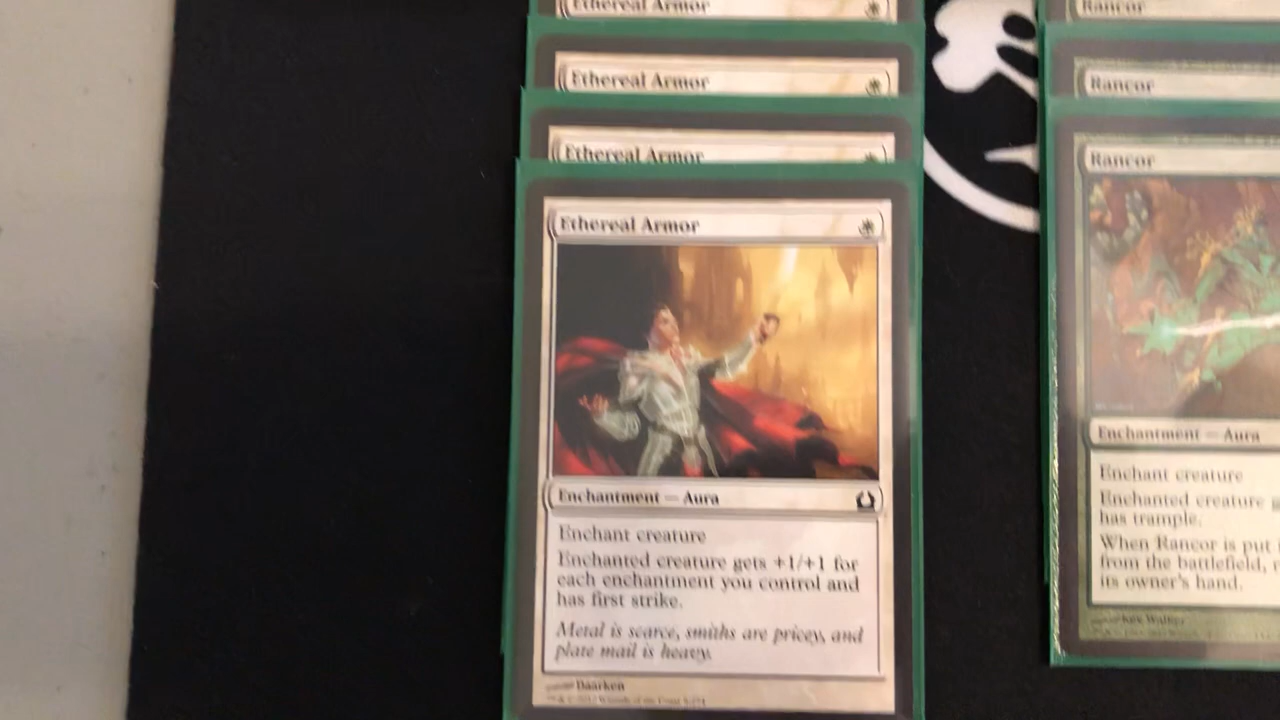 Ethereal Armor
Ethereal Armor
Ethereal Armor
Ethereal Armor
Enchantment — Aura
Enchant creature
Enchanted creature gets +1/+1 for
each enchantment you control and
has first strike.
Metal is scarce, smiths are pricey, and
plate mail is heavy.
Daarken
Rancor
Rancor
Rancor
Enchantment — Aura
Enchant creature
Enchanted creature
has trample.
When Rancor is put
from the battlefield,
its owner's hand.
Kev Walker